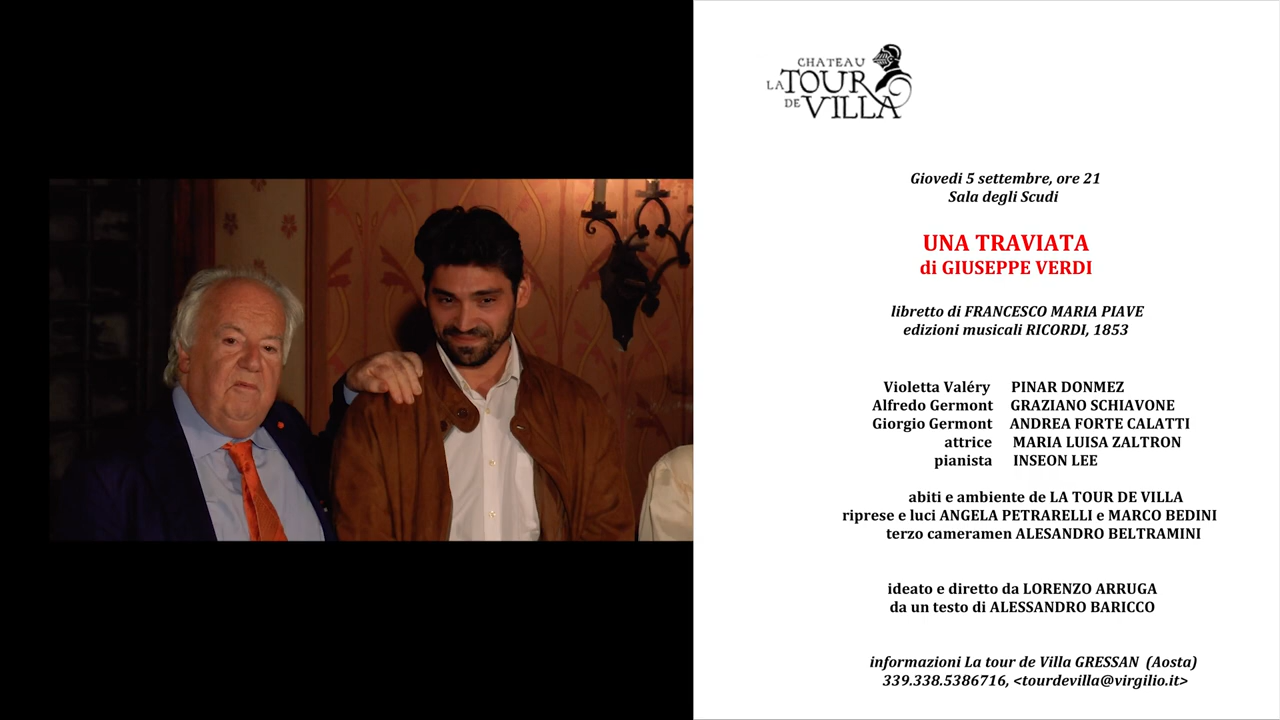 CHATEAU
LA TOUR
DE VILLA
Giovedi 5 settembre, ore 21
Sala degli Scudi
UNA TRAVIATA
di GIUSEPPE VERDI
libretto di FRANCESCO MARIA PIAVE
edizioni musicali RICORDI, 1853
Violetta Valéry PINAR DONMEZ
Alfredo Germont GRAZIANO SCHIAVONE
Giorgio Germont ANDREA FORTE CALATTI
attrice MARIA LUISA ZALTRON
pianista INSEON LEE
abiti e ambiente de LA TOUR DE VILLA
riprese e luci ANGELA PETRARELLI e MARCO BEDINI
terzo cameramen ALESANDRO BELTRAMINI
ideato e diretto da LORENZO ARRUGA
da un testo di ALESSANDRO BARICCO
informazioni La tour de Villa GRESSAN (Aosta)
339.338.5386716, <tourdevilla@virgilio.it>